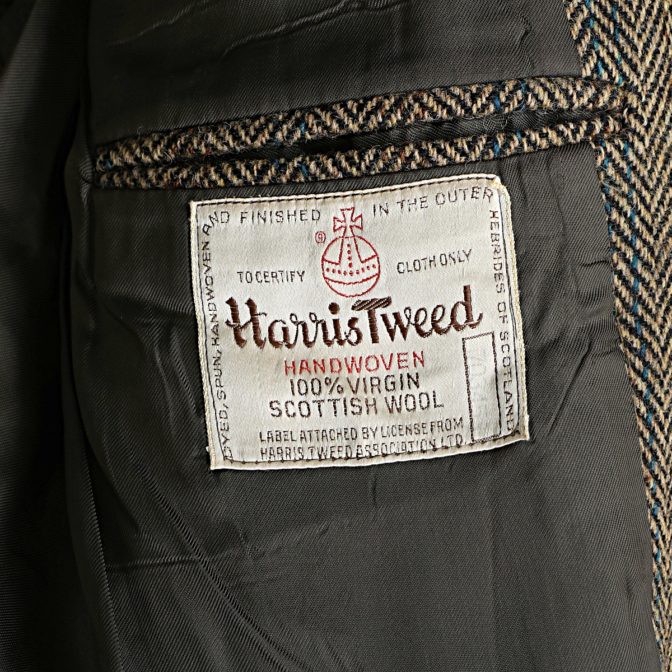 DYED, SPUN, HANDWOVEN AND FINISHED IN THE OUTER HEBRIDES OF SCOTLAND
®
TO CERTIFY CLOTH ONLY
Harris Tweed
HANDWOVEN
100% VIRGIN
SCOTTISH WOOL
LABEL ATTACHED BY LICENSE FROM
HARRIS TWEED ASSOCIATION LTD.